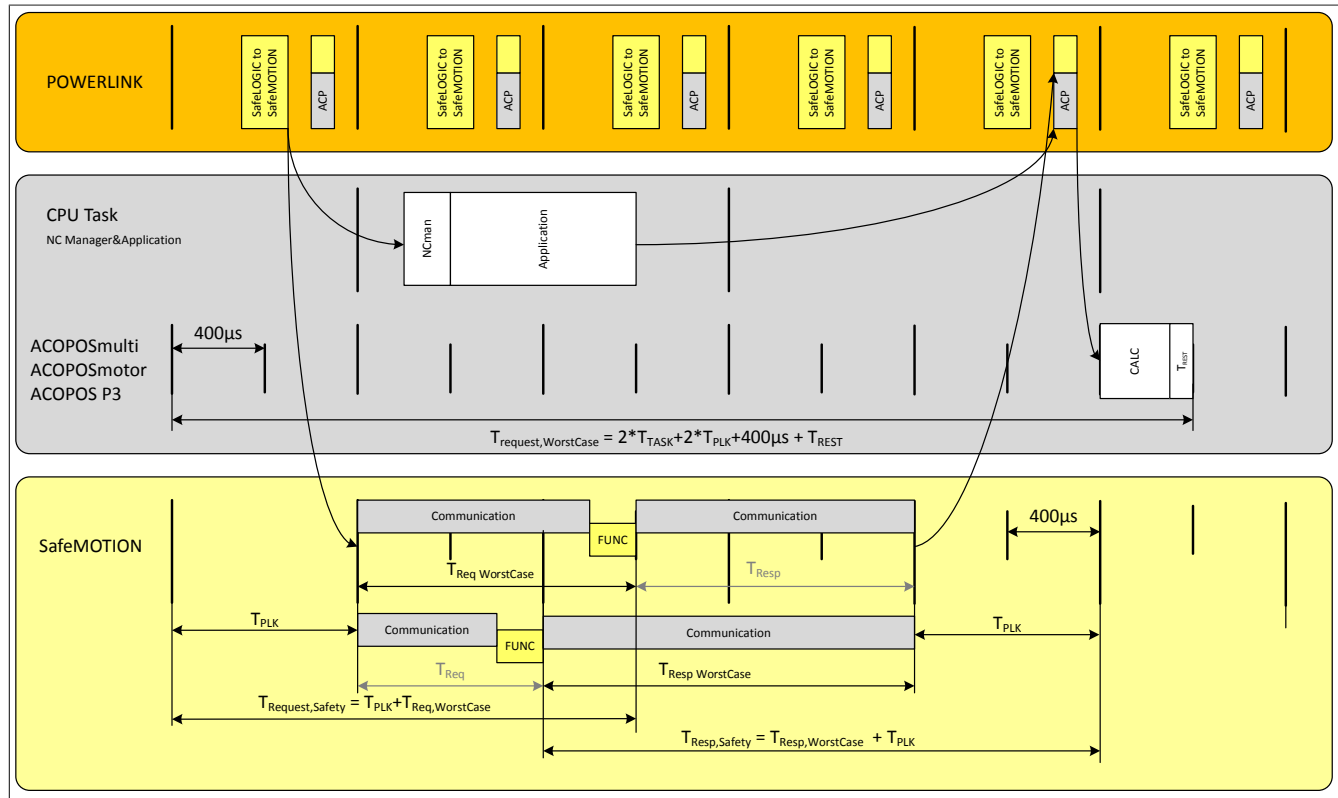 POWERLINK
SafeLOGIC to
SafeMOTION
ACP
SafeLOGIC to
SafeMOTION
ACP
SafeLOGIC to
SafeMOTION
ACP
SafeLOGIC to
SafeMOTION
ACP
SafeLOGIC to
SafeMOTION
ACP
SafeLOGIC to
SafeMOTION
ACP
CPU Task
NC Manager&Application
NCman
Application
ACOPOSmulti
ACOPOSmotor
ACOPOS P3
400µs
CALC
TREST
Trequest,WorstCase = 2*TTASK+2*TPLK+400µs + TREST
SafeMOTION
Communication
FUNC
Communication
400µs
TReq WorstCase
TResp
TPLK
Communication
FUNC
Communication
TPLK
TReq
TResp WorstCase
TRequest,Safety = TPLK+TReq,WorstCase
TResp,Safety = TResp,WorstCase + TPLK